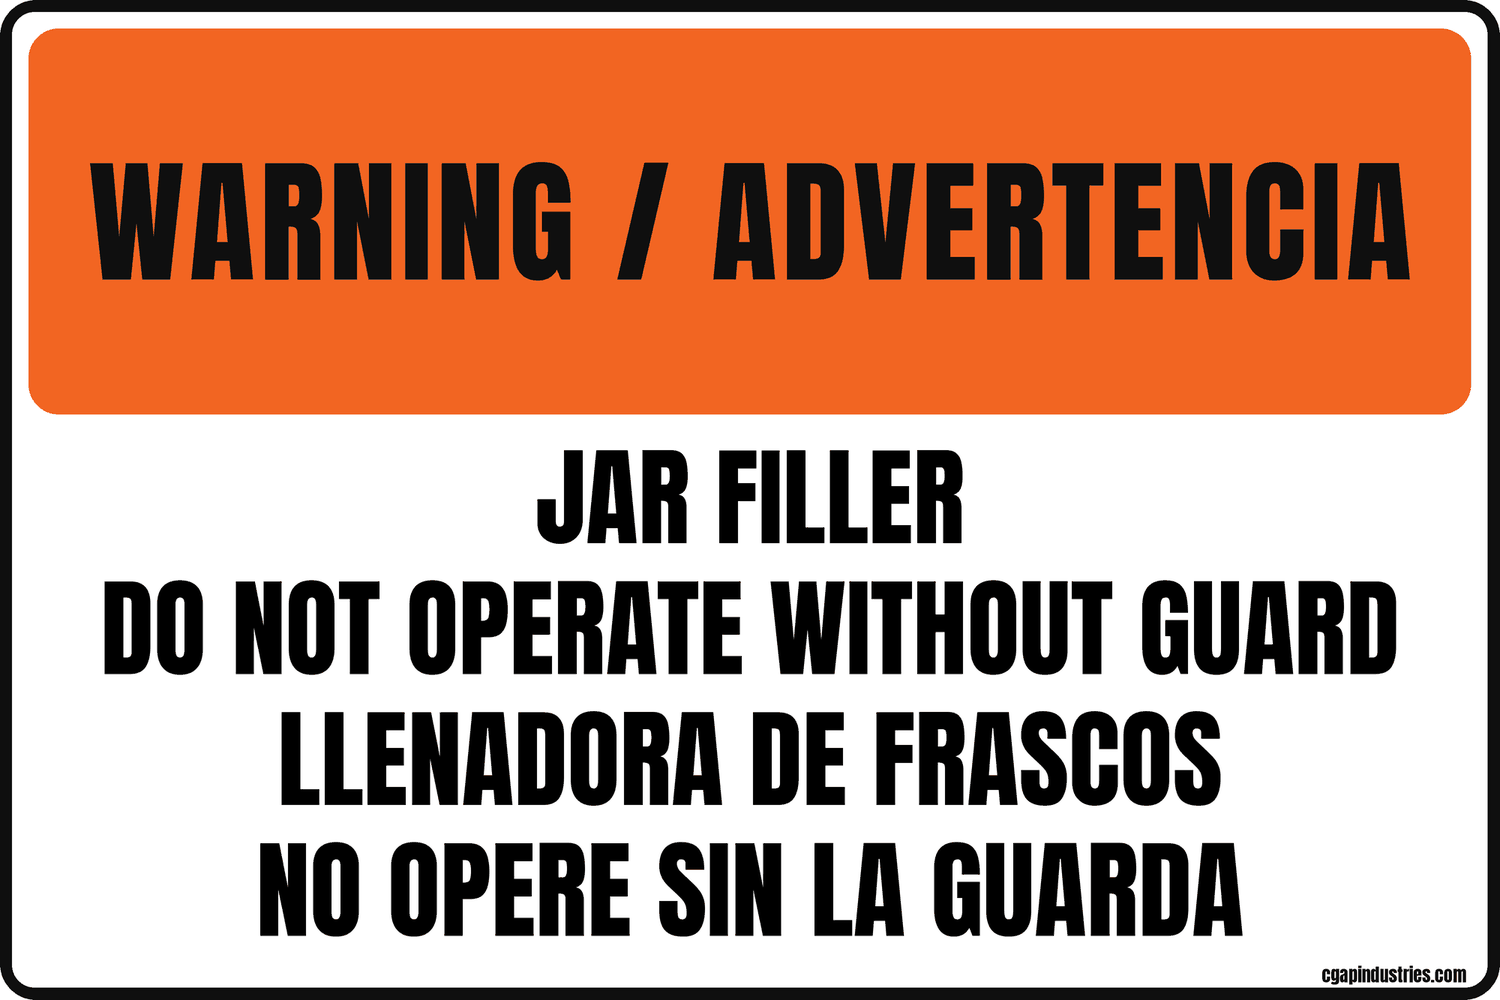 WARNING / ADVERTENCIA
JAR FILLER
DO NOT OPERATE WITHOUT GUARD
LLENADORA DE FRASCOS
NO OPERE SIN LA GUARDA
cgapindustries.com